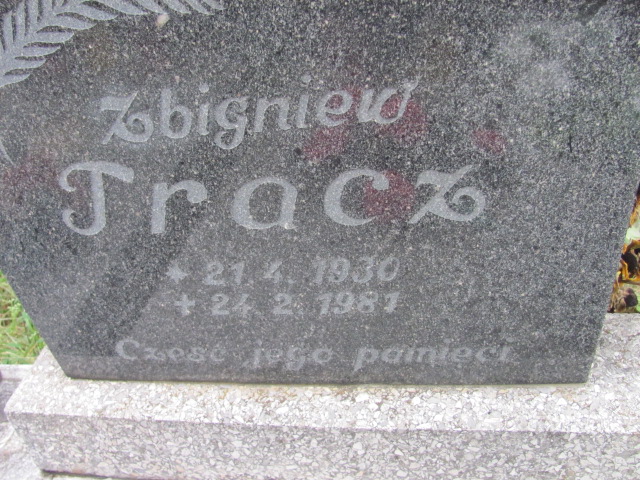 Zbigniew
Tracz
* 21. 4. 1930
+ 24. 2. 1981
Cześć jego pamięci